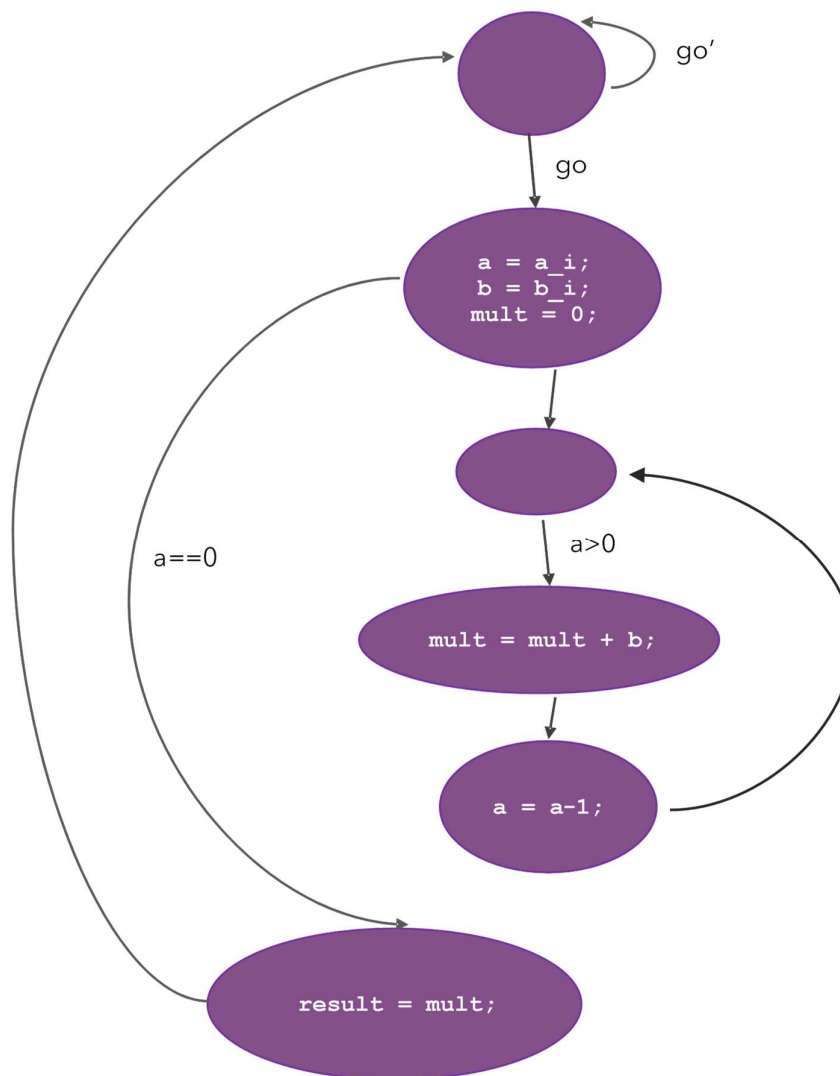 go’
go
a = a_i;
b = b_i;
mult = 0;
a==0
a>0
mult = mult + b;
a = a-1;
result = mult;